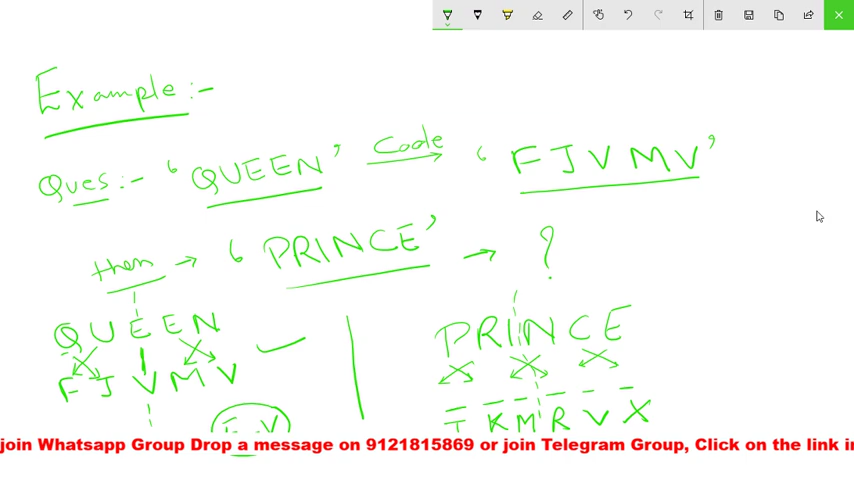 Example:-
Ques:- ' QUEEN ' Code ' FJVMV '
then → ' PRINCE ' → ?
QUEEN PRINCE
FJVMV
IKMRVX
join Whatsapp Group Drop a message on 9121815869 or join Telegram Group, Click on the link in